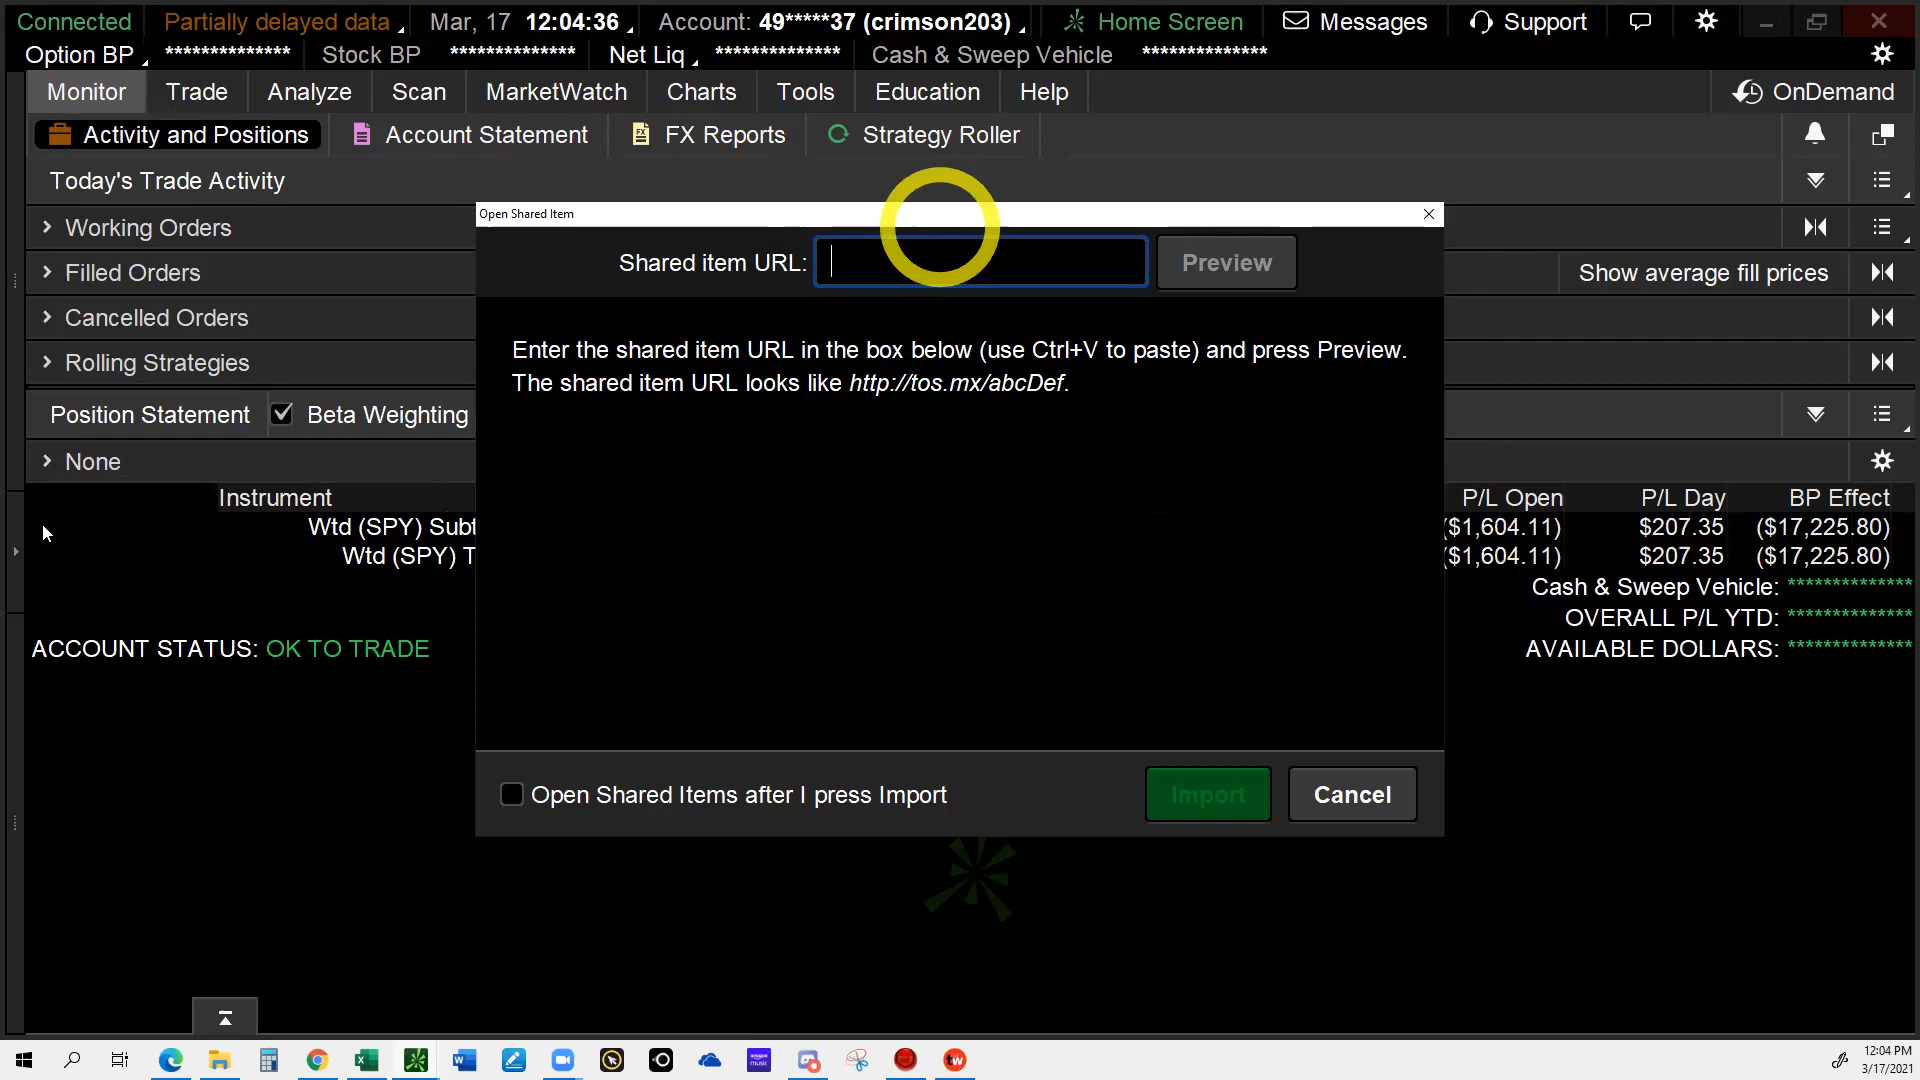 Connected Partially delayed data Mar, 17 12:04:36 Account: 49*****37 (crimson203) Home Screen Messages Support
Option BP ************** Stock BP ************** Net Liq ************** Cash & Sweep Vehicle **************
Monitor Trade Analyze Scan MarketWatch Charts Tools Education Help OnDemand
Activity and Positions Account Statement FX Reports Strategy Roller
Today's Trade Activity
Open Shared Item
Working Orders
Shared item URL: Preview
Filled Orders Show average fill prices
Cancelled Orders
Enter the shared item URL in the box below (use Ctrl+V to paste) and press Preview.
Rolling Strategies
The shared item URL looks like http://tos.mx/abcDef.
Position Statement Beta Weighting
None
Instrument P/L Open P/L Day BP Effect
Wtd (SPY) Subt ($1,604.11) $207.35 ($17,225.80)
Wtd (SPY) T ($1,604.11) $207.35 ($17,225.80)
Cash & Sweep Vehicle: **************
OVERALL P/L YTD: **************
ACCOUNT STATUS: OK TO TRADE AVAILABLE DOLLARS: **************
Open Shared Items after I press Import Import Cancel
12:04 PM
3/17/2021